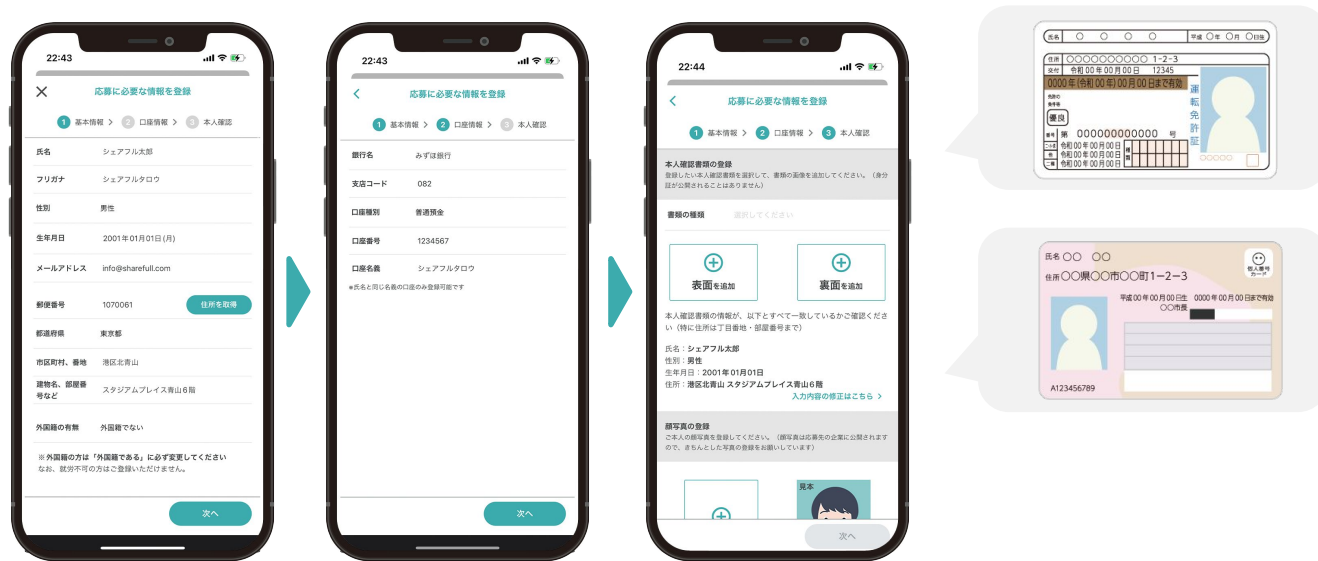 22:43
応募に必要な情報を登録
1 基本情報 > 2 口座情報 > 3 本人確認
氏名 シェアフル太郎
フリガナ シェアフルタロウ
性別 男性
生年月日 2001年01月01日(月)
メールアドレス info@sharefull.com
郵便番号 1070061 住所を取得
都道府県 東京都
市区町村、番地 港区北青山
建物名、部屋番
号など スタジアムプレイス青山6階
外国籍の有無 外国籍でない
※外国籍の方は「外国籍である」に必ず変更してください
なお、就労不可の方はご登録いただけません。
次へ
22:43
応募に必要な情報を登録
1 基本情報 > 2 口座情報 > 3 本人確認
銀行名 みずほ銀行
支店コード 082
口座種別 普通預金
口座番号 1234567
口座名義 シェアフルタロウ
※氏名と同じ名義の口座のみ登録可能です
次へ
22:44
応募に必要な情報を登録
1 基本情報 > 2 口座情報 > 3 本人確認
本人確認書類の登録
登録したい本人確認書類を選択して、書類の画像を追加してください。(身分
証が公開されることはありません)
書類の種類 選択してください
表面を追加
裏面を追加
本人確認書類の情報が、以下とすべて一致しているかご確認くださ
い(特に住所は丁目番地・部屋番号まで)
氏名:シェアフル太郎
性別:男性
生年月日:2001年01月01日
住所:港区北青山 スタジアムプレイス青山6階
入力内容の修正はこちら >
顔写真の登録
ご本人の顔写真を登録してください。(顔写真は応募先の企業に公開されます
ので、きちんとした写真の登録をお願いしています)
見本
次へ
氏名 ○ ○ ○ ○ 平成 ○年 ○月 ○日生
住所 ○○○○○○○○○○ 1-2-3
交付 令和00年00月00日 12345
0000年(令和00年)00月00日まで有効
免許の
条件等
優良
番号 第 000000000000 号
二・小・原 令和00年00月00日
他 令和00年00月00日
二種 令和00年00月00日
種類
運転免許証
○○○○○
氏名 ○○ ○○
住所 ○○県○○市○○町1ー2ー3
個人番号
カード
平成00年00月00日生 0000年00月00日まで有効
○○市長
A123456789